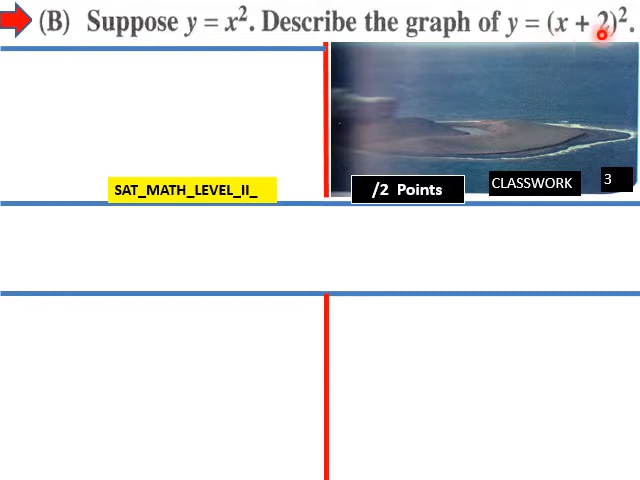 (B) Suppose y = x². Describe the graph of y = (x + 2)².
SAT_MATH_LEVEL_II_
/2 Points
CLASSWORK
3